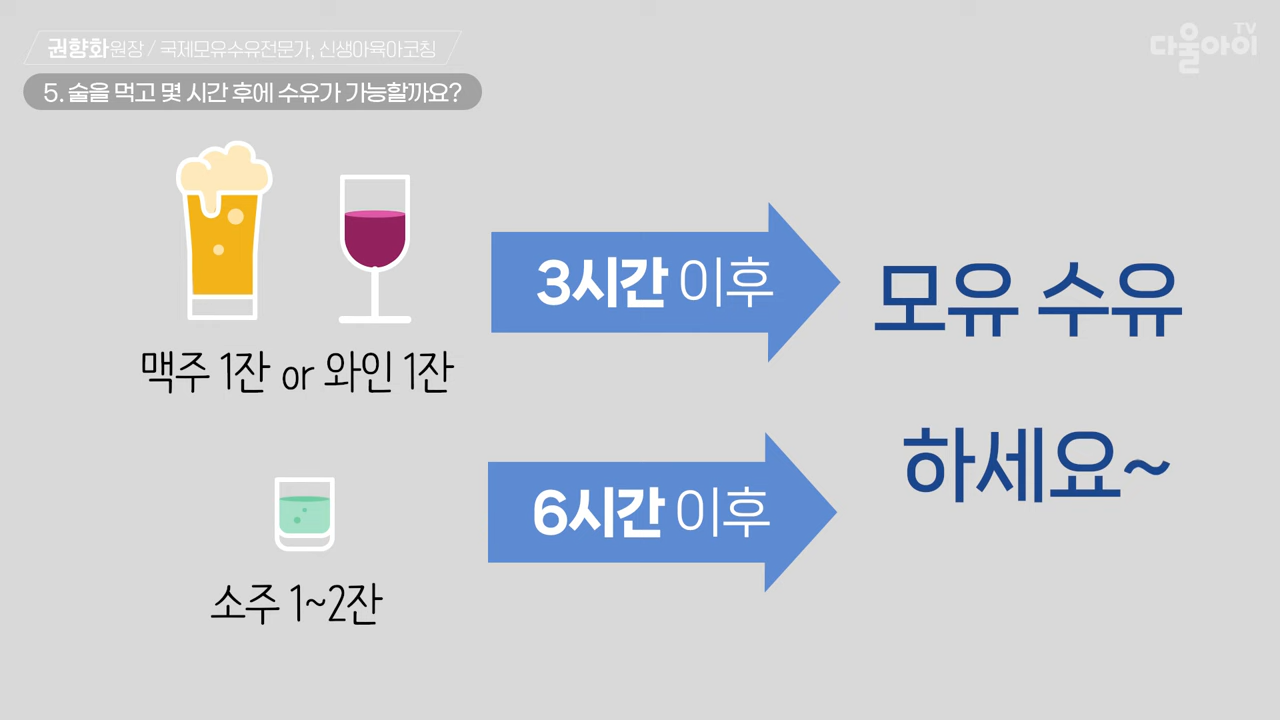 권향화원장 / 국제모유수유전문가, 신생아육아코칭
다울아이 TV
5. 술을 먹고 몇 시간 후에 수유가 가능할까요?
3시간 이후
모유 수유
맥주 1잔 or 와인 1잔
하세요~
6시간 이후
소주 1~2잔